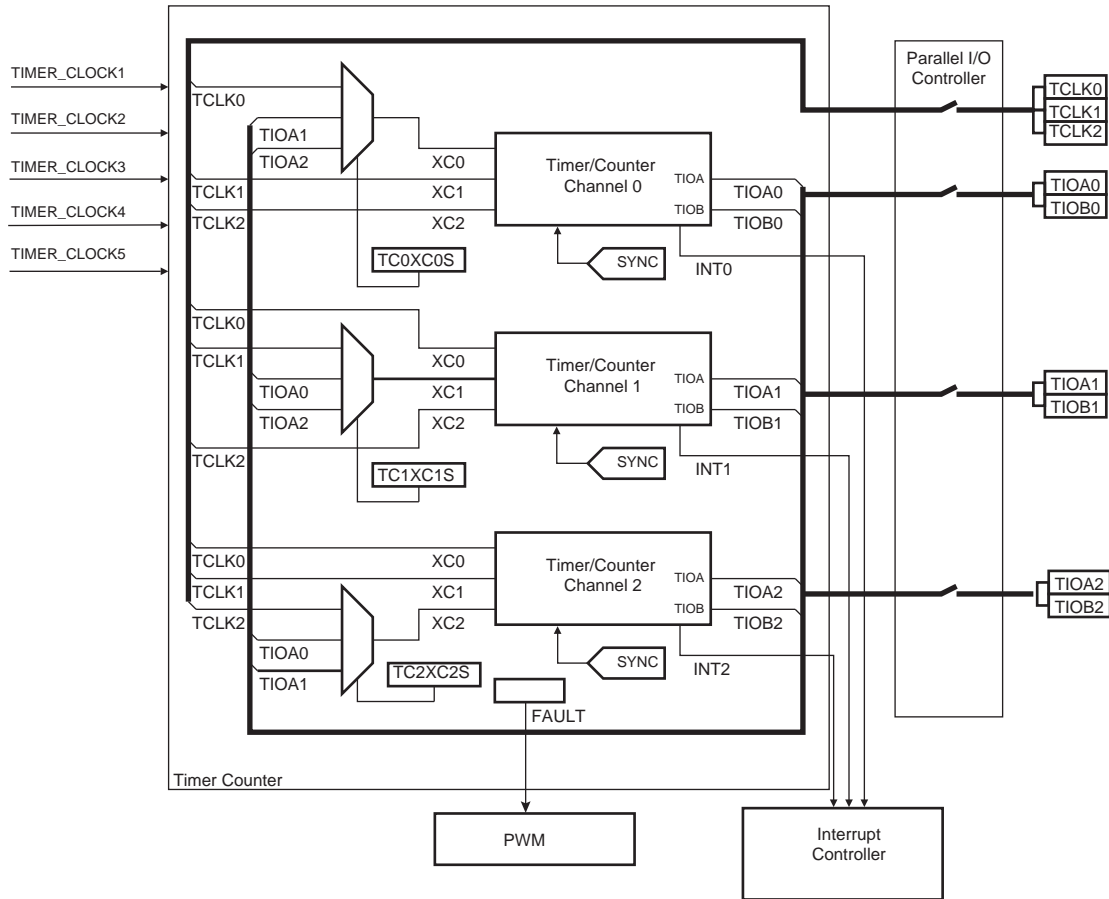 TIMER_CLOCK1
TIMER_CLOCK2
TIMER_CLOCK3
TIMER_CLOCK4
TIMER_CLOCK5
TCLK0
TIOA1
TIOA2
TCLK1
TCLK2
XC0
XC1
XC2
TC0XC0S
Timer/Counter
Channel 0
TIOA
TIOB
TIOA0
TIOB0
SYNC
INT0
TCLK0
TCLK1
TIOA0
TIOA2
TCLK2
XC0
XC1
XC2
TC1XC1S
Timer/Counter
Channel 1
TIOA
TIOB
TIOA1
TIOB1
SYNC
INT1
TCLK0
TCLK1
TCLK2
TIOA0
TIOA1
XC0
XC1
XC2
TC2XC2S
Timer/Counter
Channel 2
TIOA
TIOB
TIOA2
TIOB2
SYNC
INT2
FAULT
Timer Counter
PWM
Interrupt
Controller
Parallel I/O
Controller
TCLK0
TCLK1
TCLK2
TIOA0
TIOB0
TIOA1
TIOB1
TIOA2
TIOB2